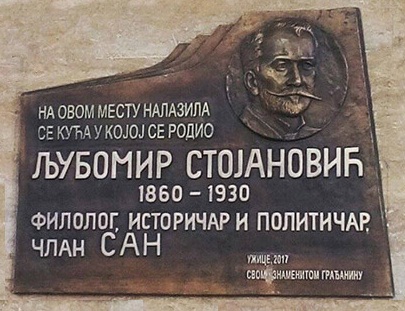 НА ОВОМ МЕСТУ НАЛАЗИЛА
СЕ КУЋА У КОЈОЈ СЕ РОДИО
ЉУБОМИР СТОЈАНОВИЋ
1860 – 1930
ФИЛОЛОГ, ИСТОРИЧАР И ПОЛИТИЧАР,
ЧЛАН САН
УЖИЦЕ, 2017
СВОМ ЗНАМЕНИТОМ ГРАЂАНИНУ